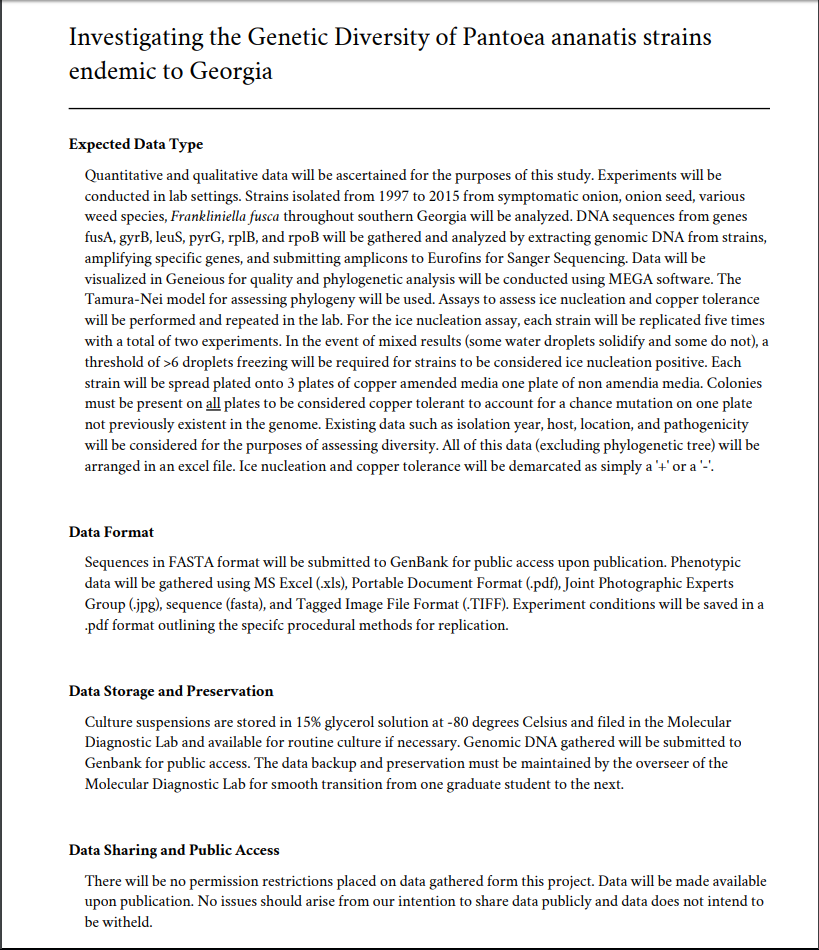 Investigating the Genetic Diversity of Pantoea ananatis strains
endemic to Georgia
Expected Data Type
Quantitative and qualitative data will be ascertained for the purposes of this study. Experiments will be
conducted in lab settings. Strains isolated from 1997 to 2015 from symptomatic onion, onion seed, various
weed species, Frankliniella fusca throughout southern Georgia will be analyzed. DNA sequences from genes
fusA, gyrB, leuS, pyrG, rplB, and rpoB will be gathered and analyzed by extracting genomic DNA from strains,
amplifying specific genes, and submitting amplicons to Eurofins for Sanger Sequencing. Data will be
visualized in Geneious for quality and phylogenetic analysis will be conducted using MEGA software. The
Tamura-Nei model for assessing phylogeny will be used. Assays to assess ice nucleation and copper tolerance
will be performed and repeated in the lab. For the ice nucleation assay, each strain will be replicated five times
with a total of two experiments. In the event of mixed results (some water droplets solidify and some do not), a
threshold of >6 droplets freezing will be required for strains to be considered ice nucleation positive. Each
strain will be spread plated onto 3 plates of copper amended media one plate of non amendia media. Colonies
must be present on all plates to be considered copper tolerant to account for a chance mutation on one plate
not previously existent in the genome. Existing data such as isolation year, host, location, and pathogenicity
will be considered for the purposes of assessing diversity. All of this data (excluding phylogenetic tree) will be
arranged in an excel file. Ice nucleation and copper tolerance will be demarcated as simply a '+' or a '-'.
Data Format
Sequences in FASTA format will be submitted to GenBank for public access upon publication. Phenotypic
data will be gathered using MS Excel (.xls), Portable Document Format (.pdf), Joint Photographic Experts
Group (.jpg), sequence (fasta), and Tagged Image File Format (.TIFF). Experiment conditions will be saved in a
.pdf format outlining the specifc procedural methods for replication.
Data Storage and Preservation
Culture suspensions are stored in 15% glycerol solution at -80 degrees Celsius and filed in the Molecular
Diagnostic Lab and available for routine culture if necessary. Genomic DNA gathered will be submitted to
Genbank for public access. The data backup and preservation must be maintained by the overseer of the
Molecular Diagnostic Lab for smooth transition from one graduate student to the next.
Data Sharing and Public Access
There will be no permission restrictions placed on data gathered form this project. Data will be made available
upon publication. No issues should arise from our intention to share data publicly and data does not intend to
be witheld.